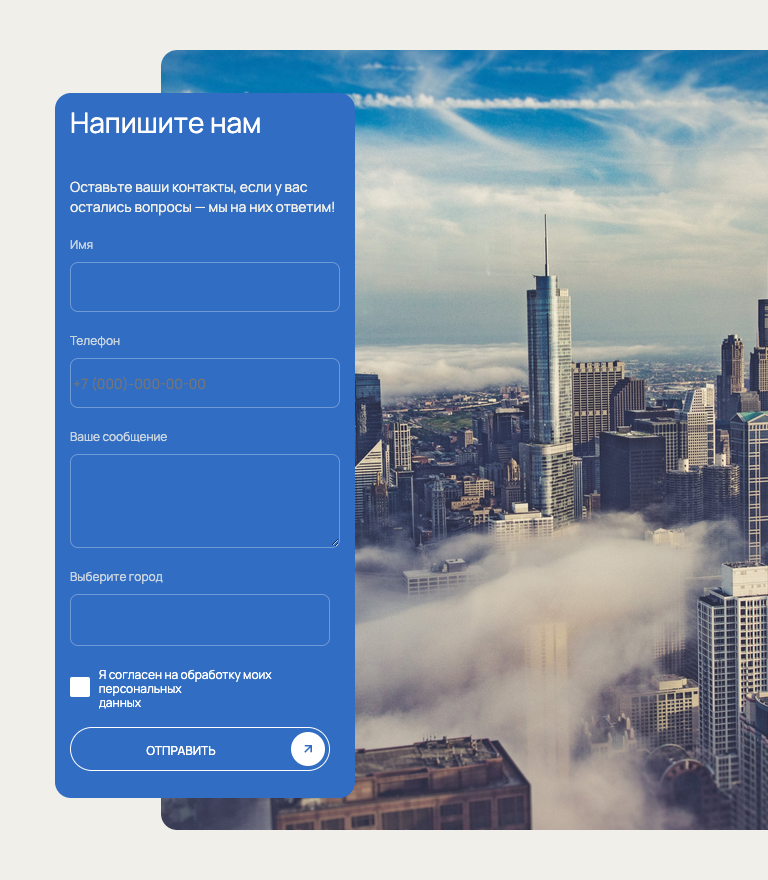 Напишите нам
Оставьте ваши контакты, если у вас
остались вопросы — мы на них ответим!
Имя
Телефон
+7 (000)-000-00-00
Ваше сообщение
Выберите город
Я согласен на обработку моих
персональных
данных
ОТПРАВИТЬ